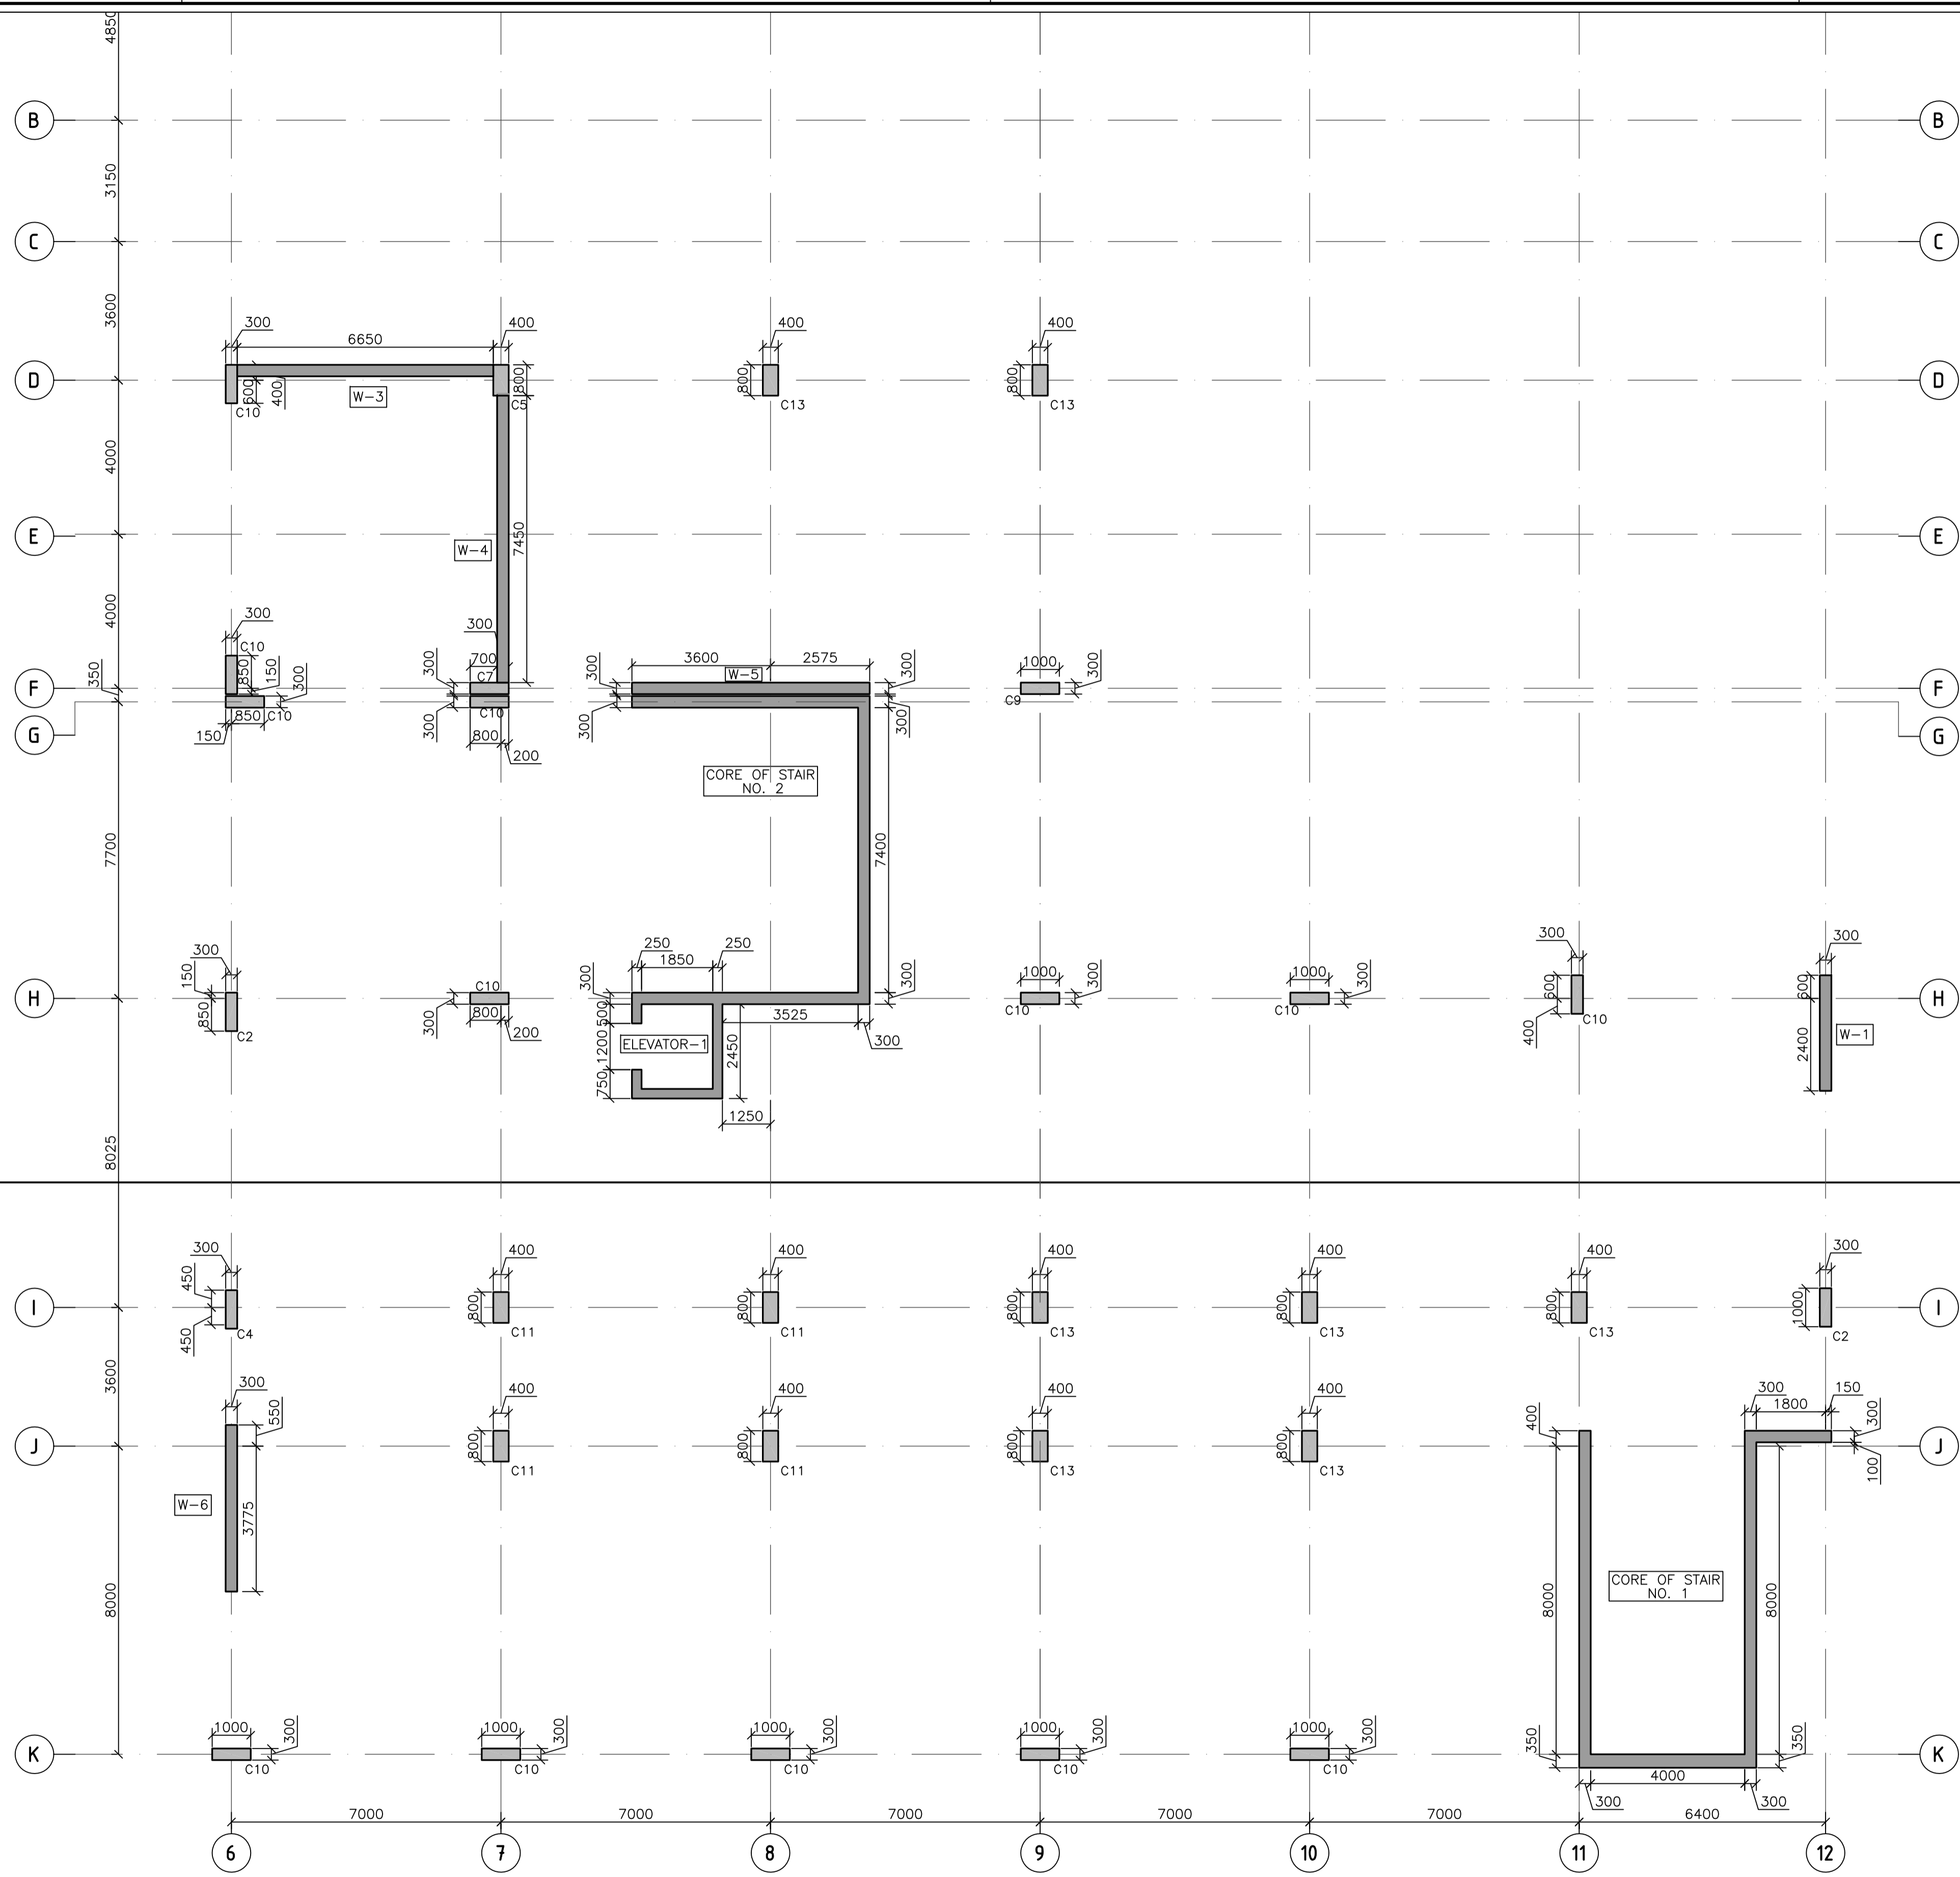 4850
B
B
3150
C
C
3600
300
6650
400
400
400
D
600
400
800
800
800
D
C10
W-3
C5
C13
C13
4000
E
W-4
7450
E
4000
300
300
C10
850
150
300
300
700
C7
300
3600
2575
W-5
300
1000
300
350
F
C9
F
850
C10
C10
300
300
300
150
800
200
G
G
CORE OF STAIR
NO. 2
7700
7400
300
150
C10
250
1850
250
300
300
1000
300
1000
300
300
600
300
600
H
H
850
C2
300
800
200
500
3525
300
C10
C10
400
C10
1200
ELEVATOR-1
2450
2400
W-1
750
1250
8025
300
400
400
400
400
400
300
450
I
800
800
800
800
800
1000
I
450
C4
C11
C11
C13
C13
C13
C2
3600
300
550
400
400
400
400
400
300
1800
150
300
J
800
800
800
800
J
C11
C11
C13
C13
100
W-6
3775
8000
8000
CORE OF STAIR
NO. 1
8000
1000
300
1000
300
1000
300
1000
300
1000
300
350
350
K
K
C10
C10
C10
C10
C10
4000
300
300
7000
7000
7000
7000
7000
6400
6
7
8
9
10
11
12